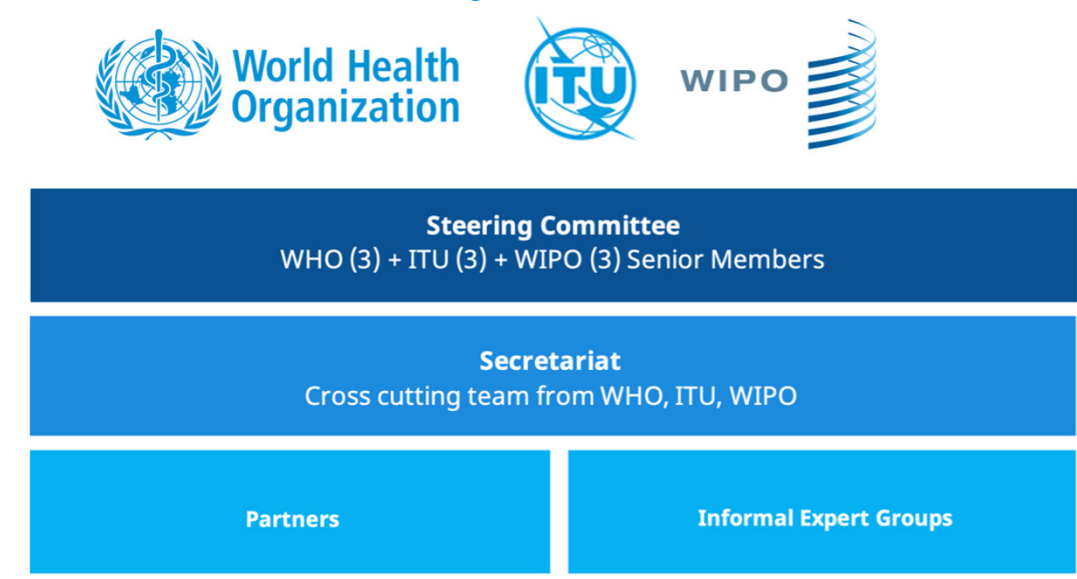 World Health
Organization
ITU
WIPO
Steering Committee
WHO (3) + ITU (3) + WIPO (3) Senior Members
Secretariat
Cross cutting team from WHO, ITU, WIPO
Partners
Informal Expert Groups